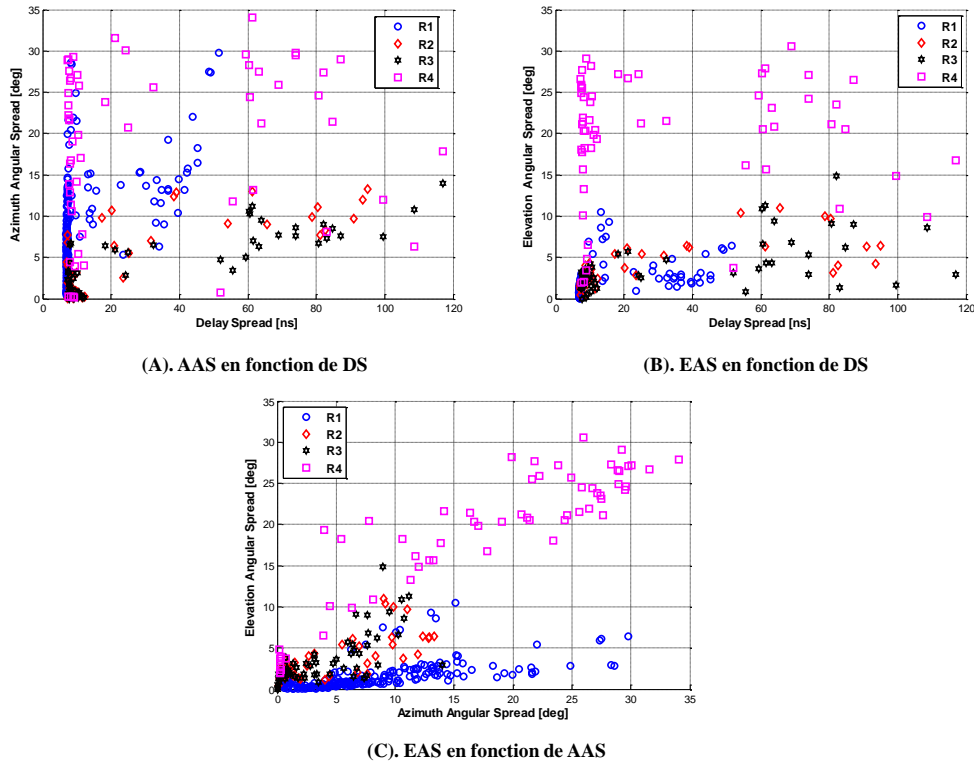 35
30
25
20
15
10
5
0
Azimuth Angular Spread [deg]
0 20 40 60 80 100 120
Delay Spread [ns]
R1
R2
R3
R4
(A). AAS en fonction de DS
35
30
25
20
15
10
5
0
Elevation Angular Spread [deg]
0 20 40 60 80 100 120
Delay Spread [ns]
R1
R2
R3
R4
(B). EAS en fonction de DS
35
30
25
20
15
10
5
0
Elevation Angular Spread [deg]
0 5 10 15 20 25 30 35
Azimuth Angular Spread [deg]
R1
R2
R3
R4
(C). EAS en fonction de AAS